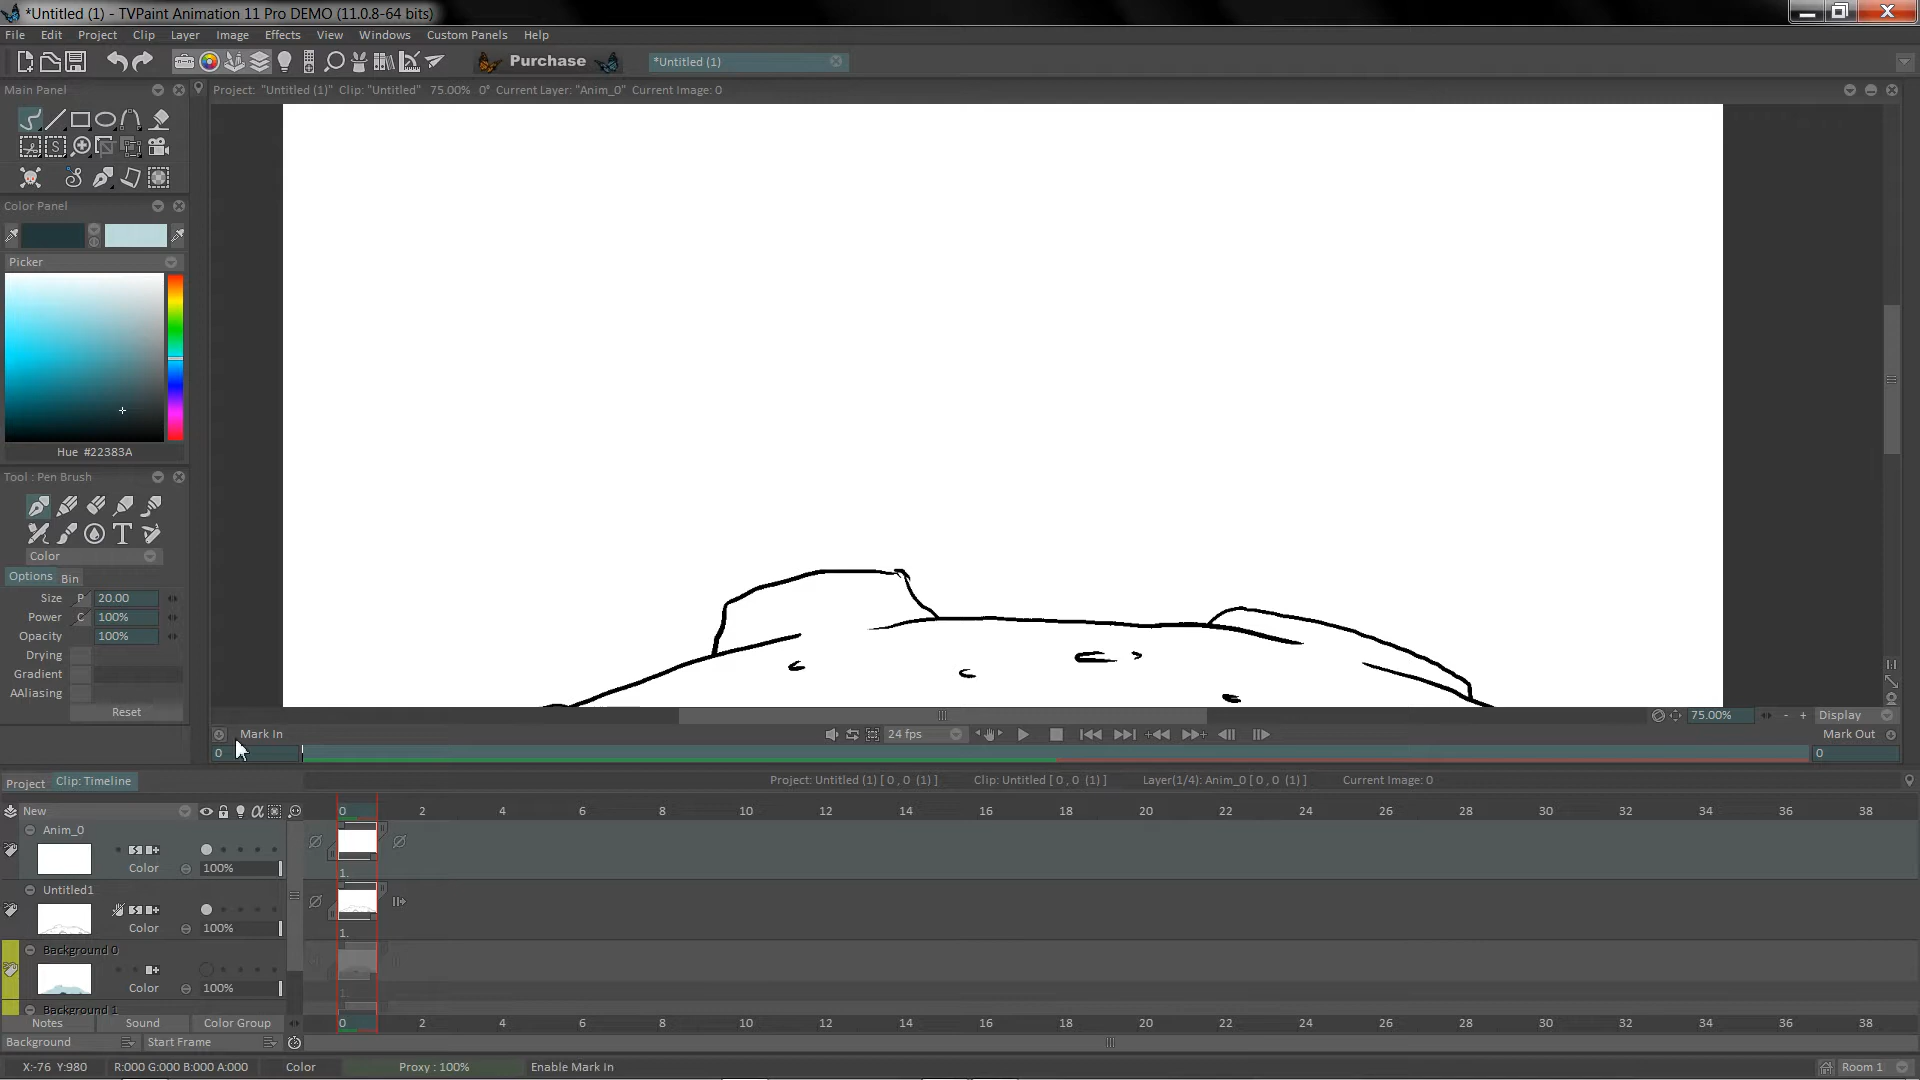 *Untitled (1) - TVPaint Animation 11 Pro DEMO (11.0.8-64 bits)
File Edit Project Clip Layer Image Effects View Windows Custom Panels Help
Purchase *Untitled (1)
Main Panel
Project: "Untitled (1)" Clip: "Untitled" 75.00% 0° Current Layer: "Anim_0" Current Image: 0
Color Panel
Picker
Hue #22383A
Tool : Pen Brush
Color
Options Bin
Size P 20.00
Power C 100%
Opacity 100%
Drying
Gradient
AAliasing
Reset
75.00% - + Display
Mark In 24 fps Mark Out
0 0
Project Clip: Timeline Project: Untitled (1) [ 0 , 0 (1) ] Clip: Untitled [ 0 , 0 (1) ] Layer(1/4): Anim_0 [ 0 , 0 (1) ] Current Image: 0
New 0 2 4 6 8 10 12 14 16 18 20 22 24 26 28 30 32 34 36 38
Anim_0
Color 100% 1.
Untitled1
Color 100% 1.
Background 0
Color 100% 1.
Background 1
Notes Sound Color Group 0 2 4 6 8 10 12 14 16 18 20 22 24 26 28 30 32 34 36 38
Background Start Frame
X:-76 Y:980 R:000 G:000 B:000 A:000 Color Proxy : 100% Enable Mark In Room 1